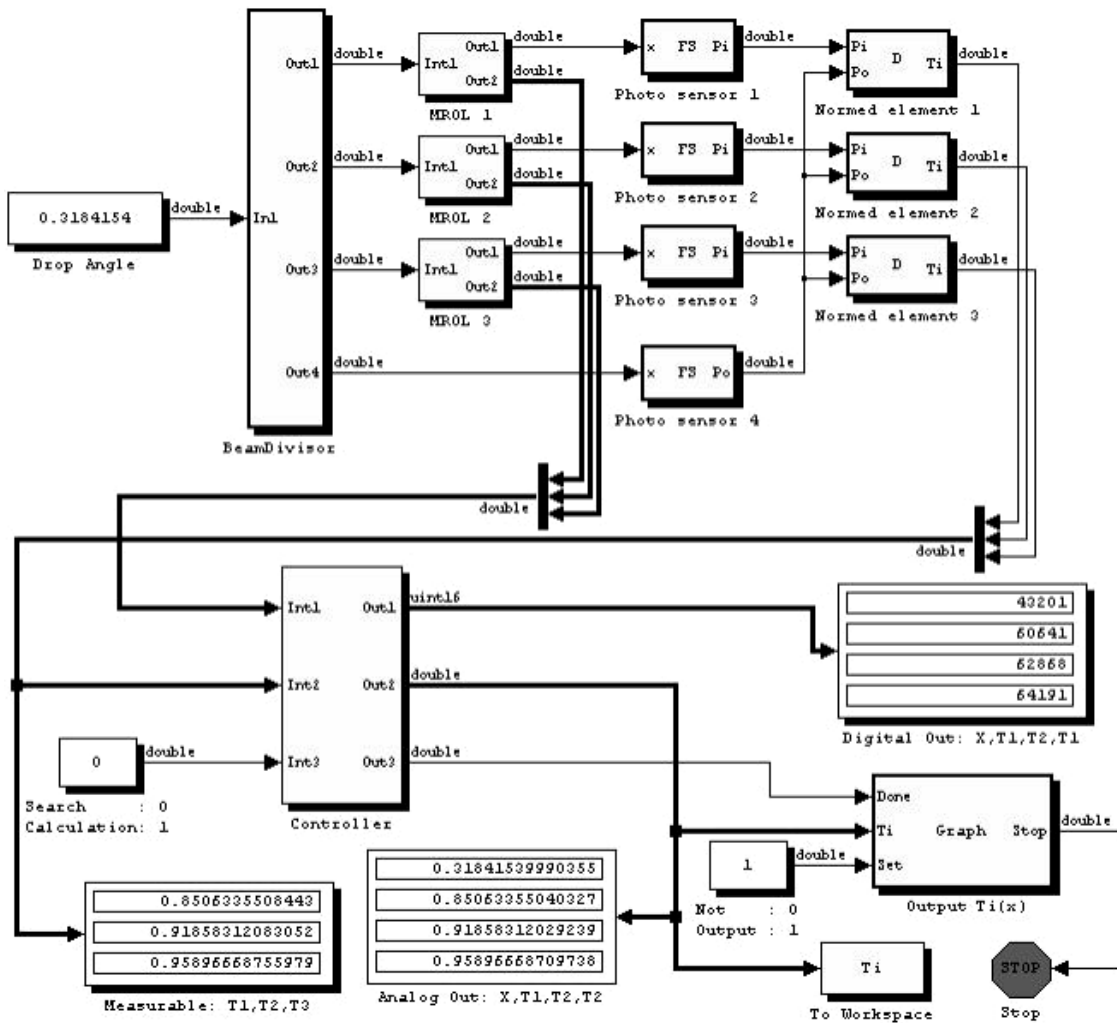 0.3184154
Drop Angle
double
In1
Out1
Out2
Out3
Out4
BeamDivisor
double
double
double
double
Int1
Out1
Out2
MROL 1
double
double
Int1
Out1
Out2
MROL 2
double
double
Int1
Out1
Out2
MROL 3
double
double
x FS Pi
Photo sensor 1
double
x FS Pi
Photo sensor 2
double
x FS Pi
Photo sensor 3
double
x FS Po
Photo sensor 4
double
Pi
Po
D
Ti
Normed element 1
double
Pi
Po
D
Ti
Normed element 2
double
Pi
Po
D
Ti
Normed element 3
double
double
double
Int1
Int2
Int3
Out1
Out2
Out3
Controller
uint16
double
double
0
double
Search : 0
Calculation: 1
43201
60641
62868
64191
Digital Out: X,T1,T2,T1
Done
Ti
Set
Graph
Stop
Output Ti(x)
double
1
double
Not : 0
Output : 1
0.8506335508443
0.91858312083052
0.95896668755979
Measurable: T1,T2,T3
0.31841539990355
0.85063355040327
0.91858312029239
0.95896668709738
Analog Out: X,T1,T2,T2
Ti
To Workspace
STOP
Stop